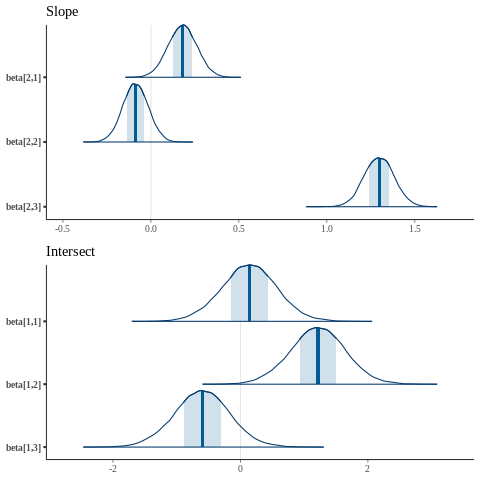 Slope
beta[2,1]
beta[2,2]
beta[2,3]
-0.5 0.0 0.5 1.0 1.5
Intersect
beta[1,1]
beta[1,2]
beta[1,3]
-2 0 2